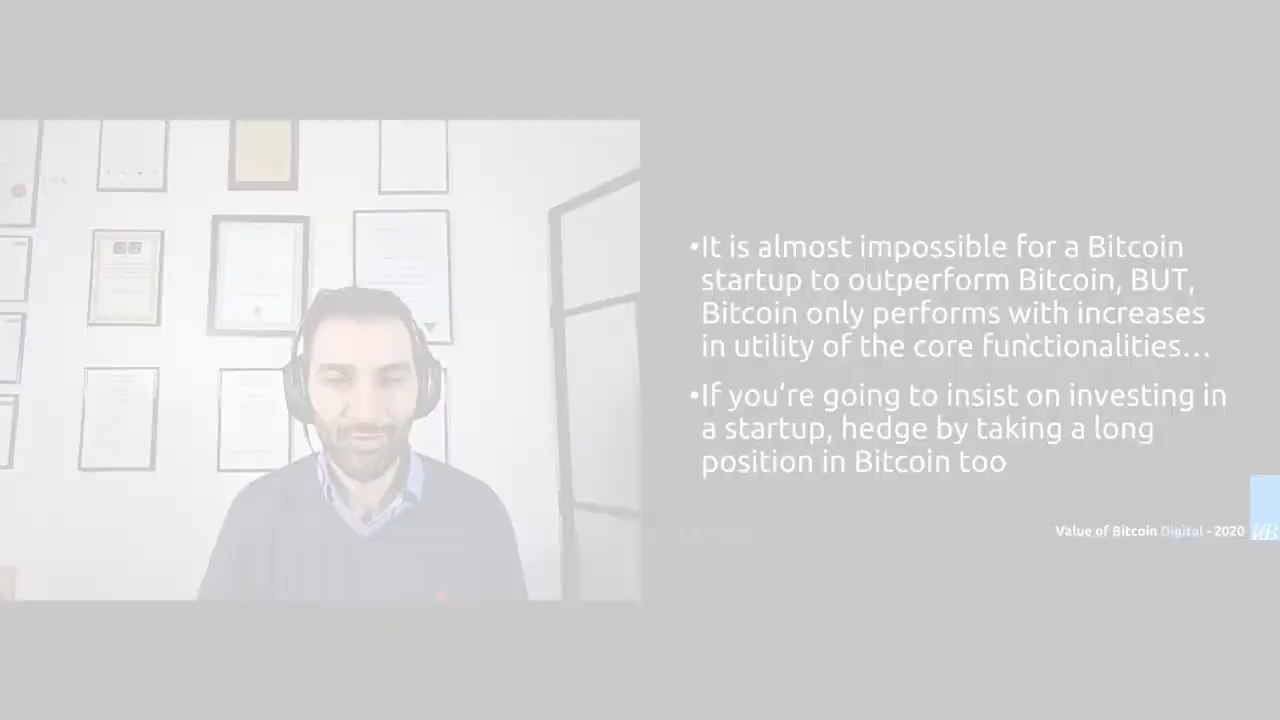 •It is almost impossible for a Bitcoin
startup to outperform Bitcoin, BUT,
Bitcoin only performs with increases
in utility of the core functionalities…
•If you’re going to insist on investing in
a startup, hedge by taking a long
position in Bitcoin too
Value of Bitcoin Digital - 2020